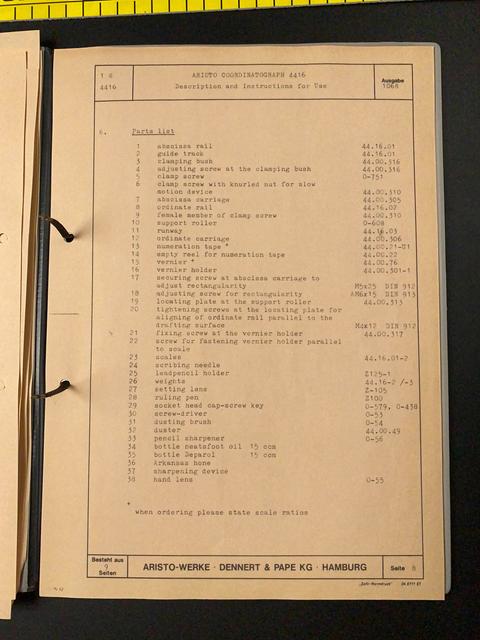 1 6
4416
ARISTO COORDINATOGRAPH 4416
Description and Instructions for Use
Ausgabe
1068
6. Parts list
1 abscissa rail 44.16.01
2 guide track 44.16.01
3 clamping bush 44.00.316
4 adjusting screw at the clamping bush 44.00.316
5 clamp screw 0-751
6 clamp screw with knurled nut for slow
motion device 44.00.310
7 abscissa carriage 44.00.305
8 ordinate rail 44.16.02
9 female member of clamp screw 44.00.310
10 support roller 0-608
11 runway 44.16.03
12 ordinate carriage 44.00.306
13 numeration tape + 44.00.21-01
14 empty reel for numeration tape 44.00.22
15 vernier + 44.00.76
16 vernier holder 44.00.301-1
17 securing screw at abscissa carriage to
adjust rectangularity M5x25 DIN 912
18 adjusting screw for rectangularity AM6x15 DIN 913
19 locating plate at the support roller 44.00.313
20 tightening screws at the locating plate for
aligning of ordinate rail parallel to the
drafting surface M4x12 DIN 912
21 fixing screw at the vernier holder 44.00.317
22 screw for fastening vernier holder parallel
to scale
23 scales 44.16.01-2
24 scribing needle
25 leadpencil holder Z125-1
26 weights 44.16-2 /-3
27 setting lens Z-105
28 ruling pen Z100
29 socket head cap-screw key 0-579, 0-438
30 screw-driver 0-53
31 dusting brush 0-54
32 duster 44.00.49
33 pencil sharpener 0-56
34 bottle neatsfoot oil 15 ccm
35 bottle Deparol 15 ccm
36 Arkansas hone
37 sharpening device
38 hand lens 0-55
+
when ordering please state scale ratios
Besteht aus
9
Seiten
ARISTO-WERKE · DENNERT & PAPE KG · HAMBURG
Seite 8